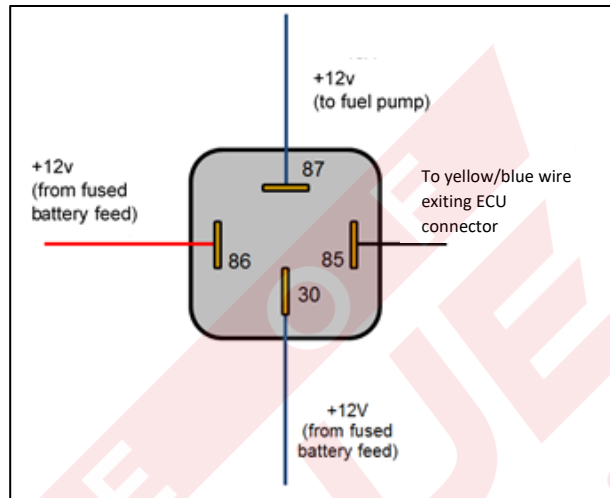 +12v
(to fuel pump)
+12v
(from fused
battery feed)
87
To yellow/blue wire
exiting ECU
connector
86
85
30
+12V
(from fused
battery feed)